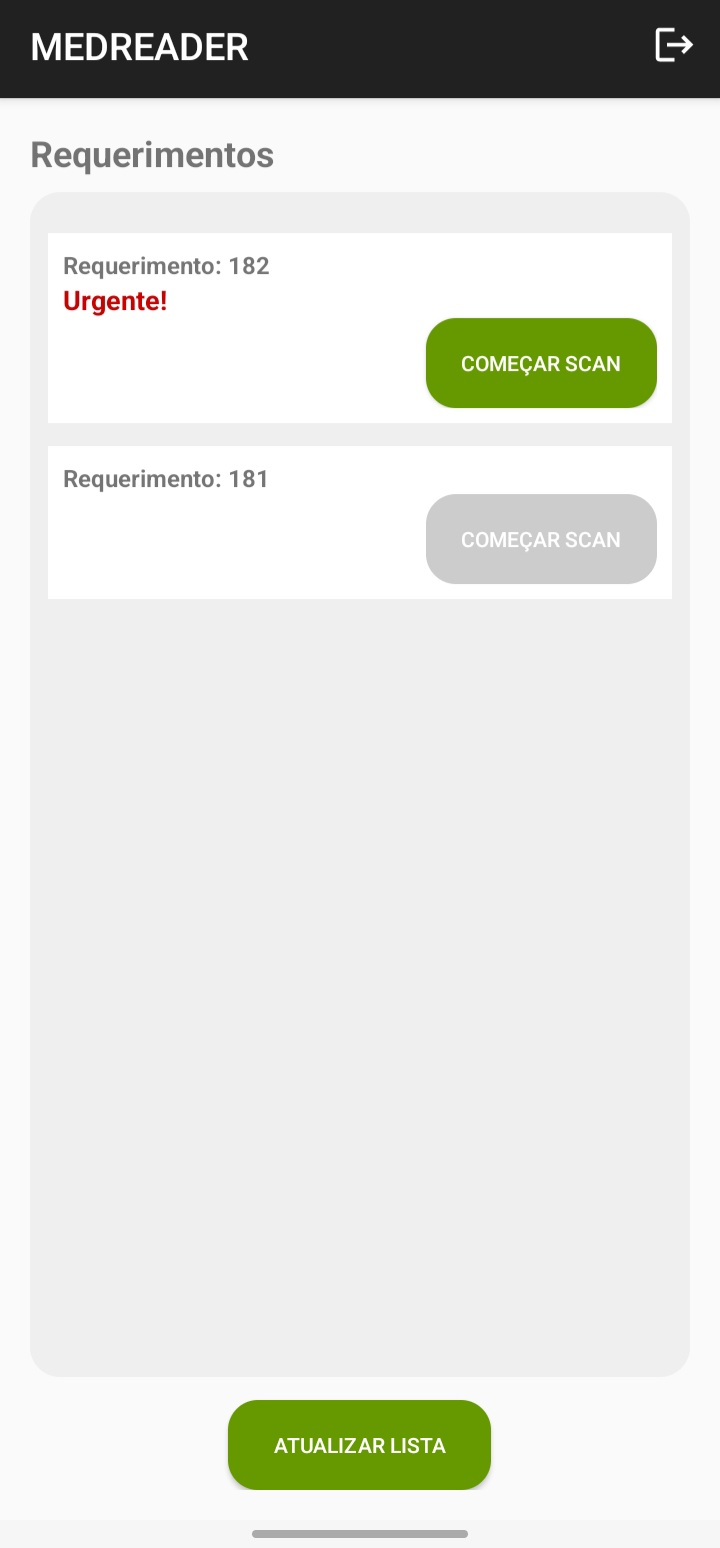 MEDREADER
Requerimentos
Requerimento: 182
Urgente!
COMEÇAR SCAN
Requerimento: 181
COMEÇAR SCAN
ATUALIZAR LISTA